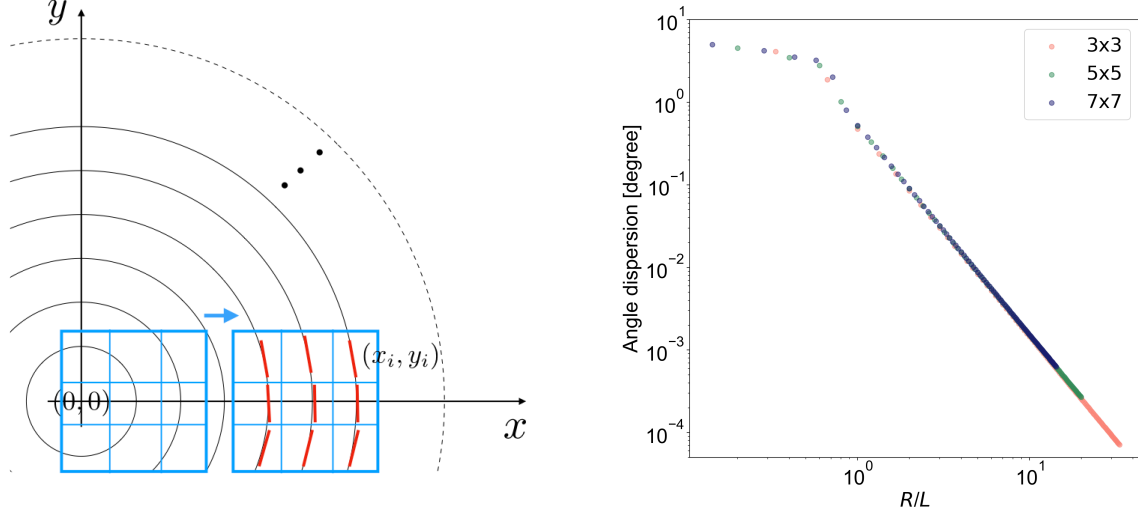 y
(x_i, y_i)
(0, 0)
x
10^1
10^0
10^{-1}
10^{-2}
10^{-3}
10^{-4}
Angle dispersion [degree]
3x3
5x5
7x7
10^0
10^1
R/L